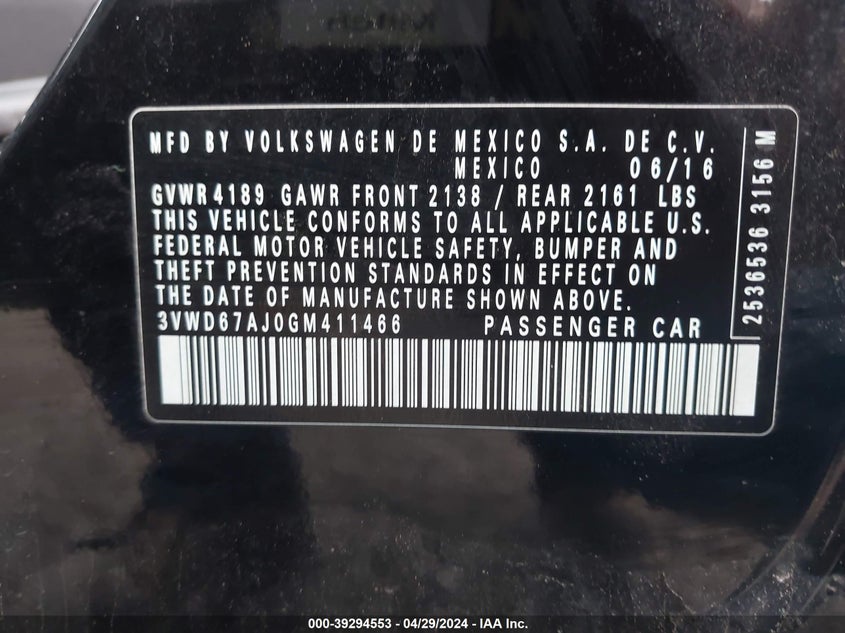 MFD BY VOLKSWAGEN DE MEXICO S.A. DE C.V.
MEXICO 06/16
GVWR 4189 GAWR FRONT 2138 / REAR 2161 LBS
THIS VEHICLE CONFORMS TO ALL APPLICABLE U.S.
FEDERAL MOTOR VEHICLE SAFETY, BUMPER AND
THEFT PREVENTION STANDARDS IN EFFECT ON
THE DATE OF MANUFACTURE SHOWN ABOVE.
3VWD67AJ0GM411466 PASSENGER CAR
2536536 3156 M
000-39294553 - 04/29/2024 - IAA Inc.